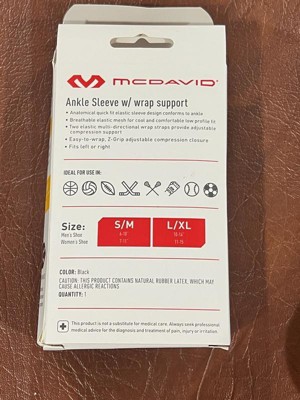 McDAVID
Ankle Sleeve w/ wrap support
• Anatomical quick fit elastic sleeve design conforms to ankle
• Breathable elastic mesh for cool and comfortable low profile fit
• Two elastic multi-directional wrap straps provide adjustable
compression support
• Easy-to-wrap, Z-Grip adjustable compression closure
• Fits left or right
IDEAL FOR USE IN:
Size:
S/M
L/XL
Men's Shoe
Women's Shoe
COLOR: Black
CAUTION: THIS PRODUCT CONTAINS NATURAL RUBBER LATEX, WHICH MAY
CAUSE ALLERGIC REACTIONS
QUANTITY: 1
This product is not a substitute for medical care. Always seek professional
medical advice for the diagnosis and treatment of pain, injury or irritation.